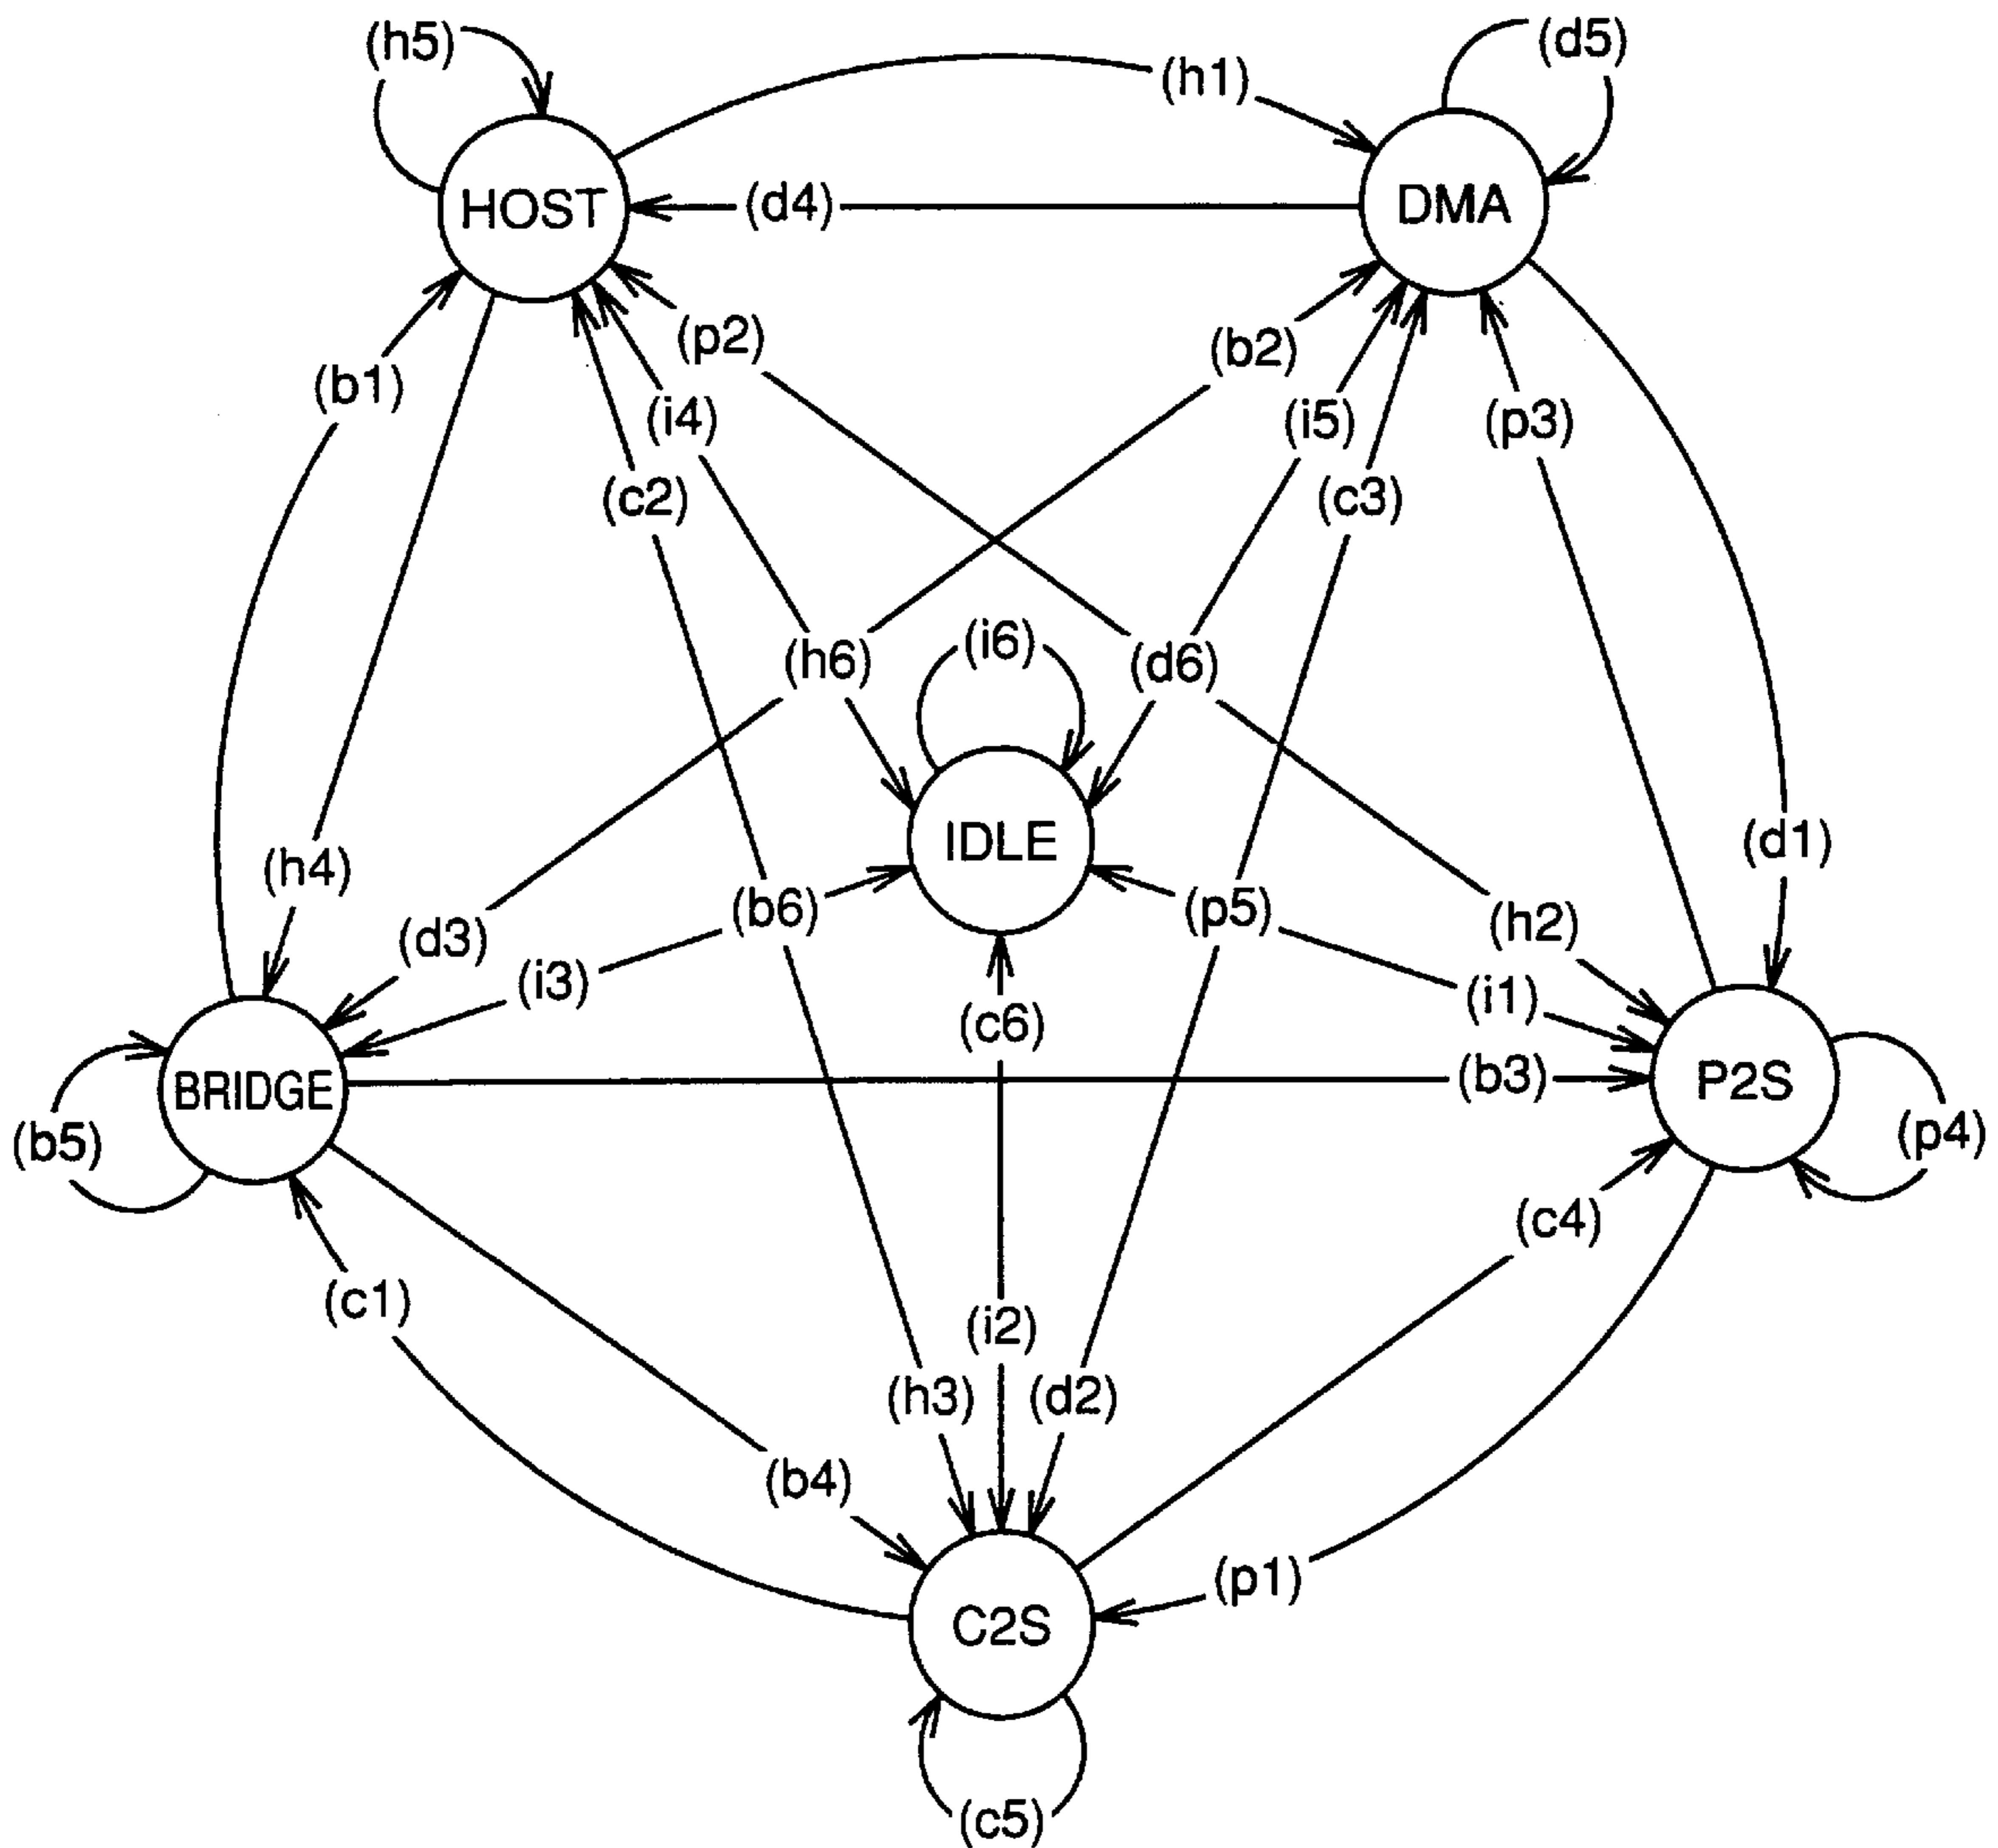 (h5)
(d5)
(h1)
HOST
(d4)
DMA
(p2)
(b2)
(b1)
(i4)
(i5)
(p3)
(c2)
(c3)
(h6)
(i6)
(d6)
IDLE
(d1)
(h4)
(b6)
(p5)
(h2)
(d3)
(i3)
(i1)
(c6)
BRIDGE
(b3)
P2S
(b5)
(p4)
(c4)
(c1)
(i2)
(h3)
(d2)
(b4)
(p1)
C2S
(c5)